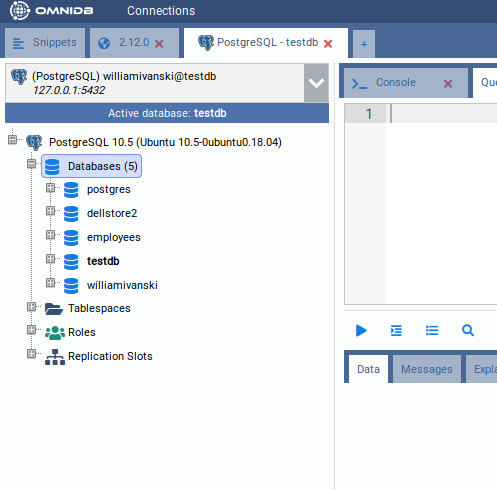 OMNIDB Connections
Snippets 2.12.0 PostgreSQL - testdb +
(PostgreSQL) williamivanski@testdb
127.0.0.1:5432
Active database: testdb
PostgreSQL 10.5 (Ubuntu 10.5-0ubuntu0.18.04)
Databases (5)
postgres
dellstore2
employees
testdb
williamivanski
Tablespaces
Roles
Replication Slots
Console Que
1
Data Messages Expla